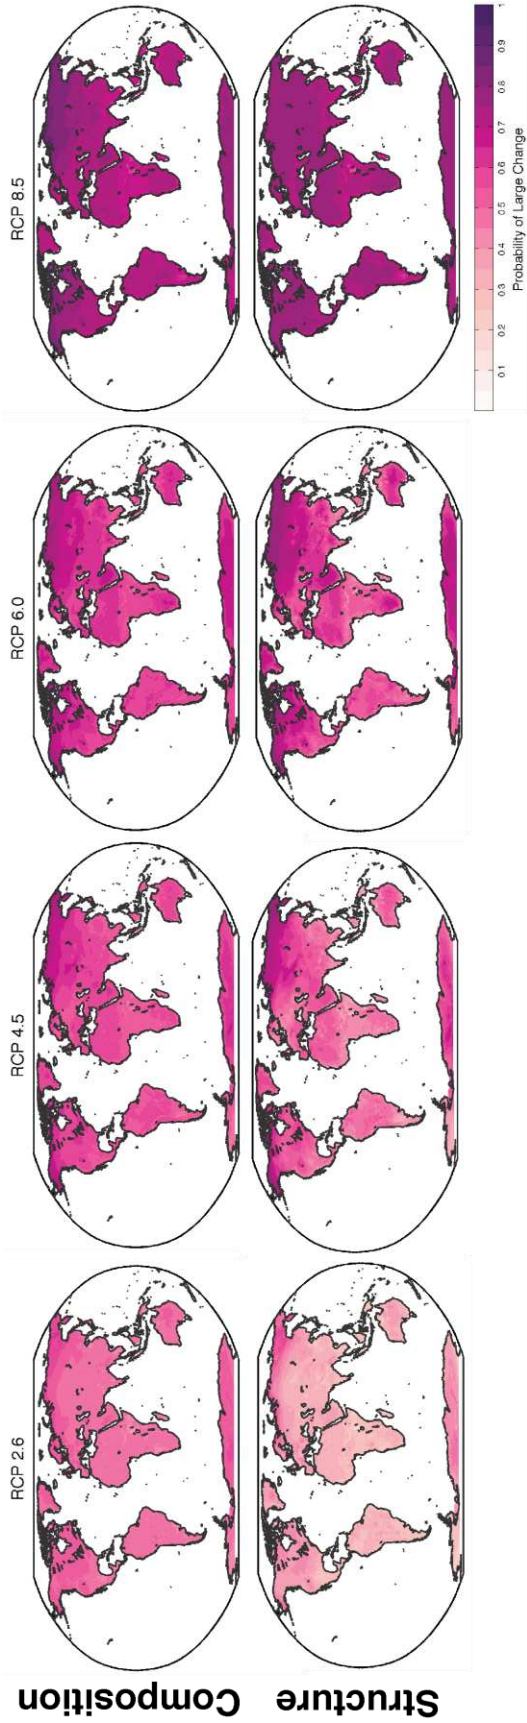 RCP 2.6
RCP 4.5
RCP 6.0
RCP 8.5
Composition
Structure
0.1 0.2 0.3 0.4 0.5 0.6 0.7 0.8 0.9 1
Probability of Large Change